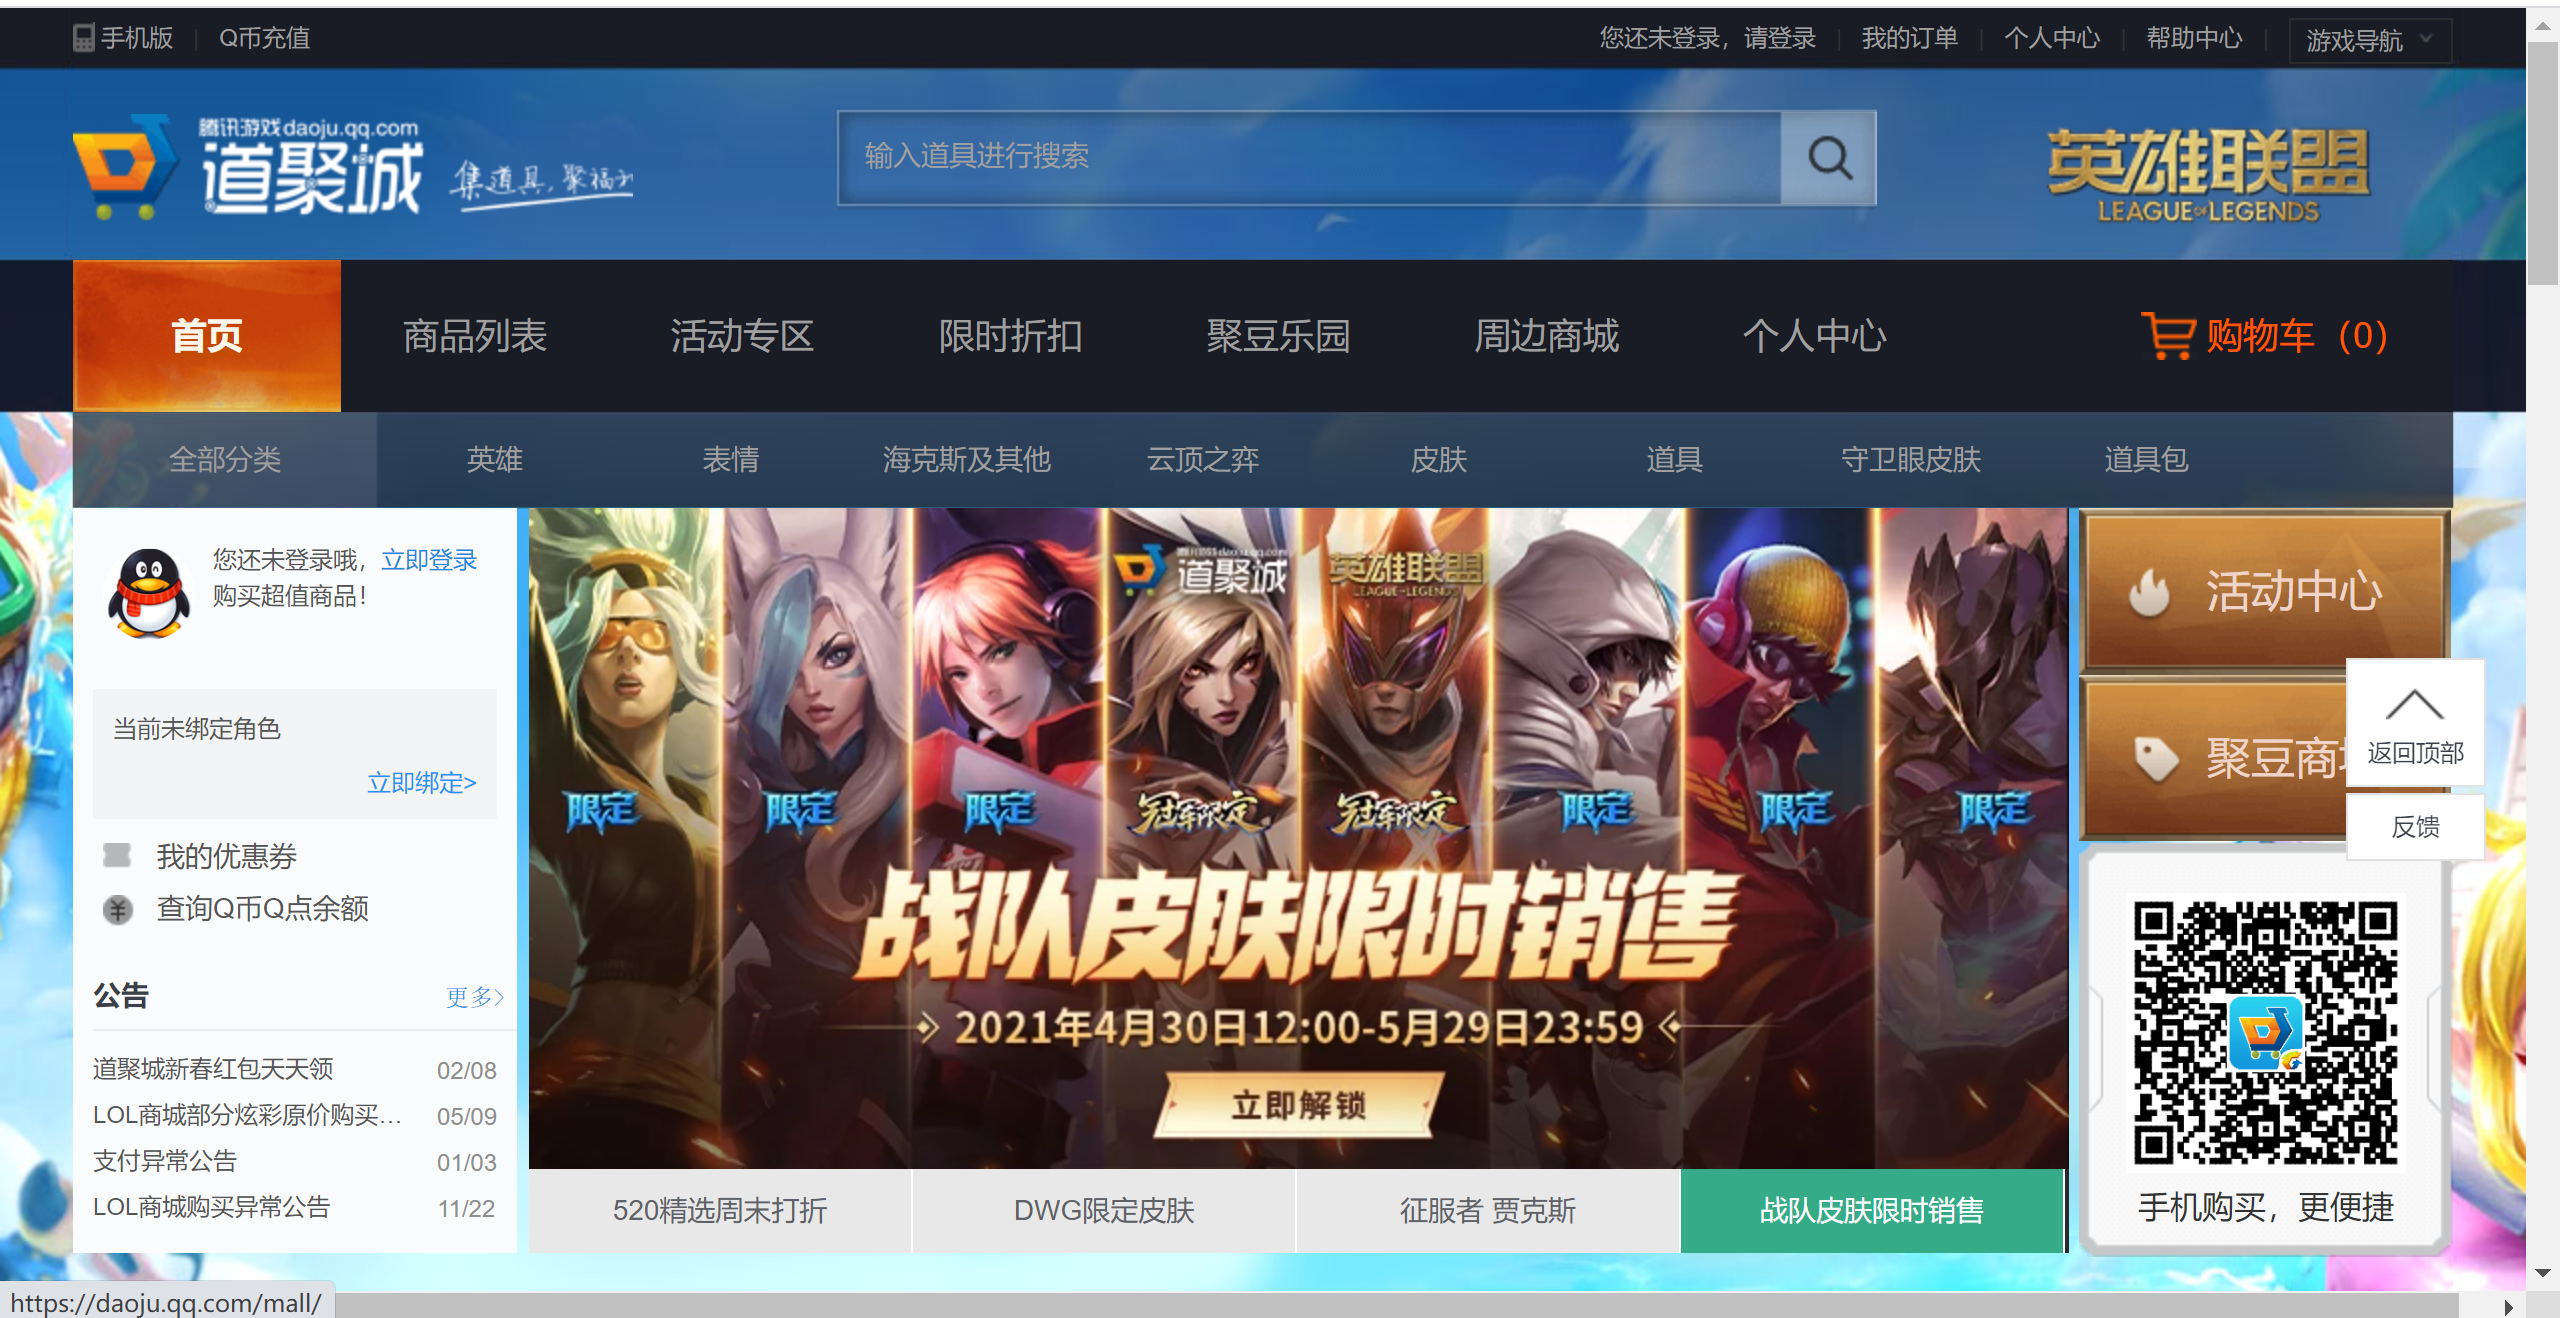 手机版
Q币充值
您还未登录，请登录
我的订单
个人中心
帮助中心
游戏导航
腾讯游戏daoju.qq.com
道聚城
集道具,聚福
输入道具进行搜索
英雄联盟
LEAGUE OF LEGENDS
首页
商品列表
活动专区
限时折扣
聚豆乐园
周边商城
个人中心
购物车（0）
全部分类
英雄
表情
海克斯及其他
云顶之弈
皮肤
道具
守卫眼皮肤
道具包
您还未登录哦，立即登录
购买超值商品！
当前未绑定角色
立即绑定>
我的优惠券
查询Q币Q点余额
公告
更多>
道聚城新春红包天天领 02/08
LOL商城部分炫彩原价购买... 05/09
支付异常公告 01/03
LOL商城购买异常公告 11/22
道聚城
英雄联盟
LEAGUE OF LEGENDS
限定
限定
限定
冠军限定
冠军限定
限定
限定
限定
战队皮肤限时销售
2021年4月30日12:00-5月29日23:59
立即解锁
520精选周末打折
DWG限定皮肤
征服者 贾克斯
战队皮肤限时销售
活动中心
聚豆商
返回顶部
反馈
手机购买，更便捷
https://daoju.qq.com/mall/